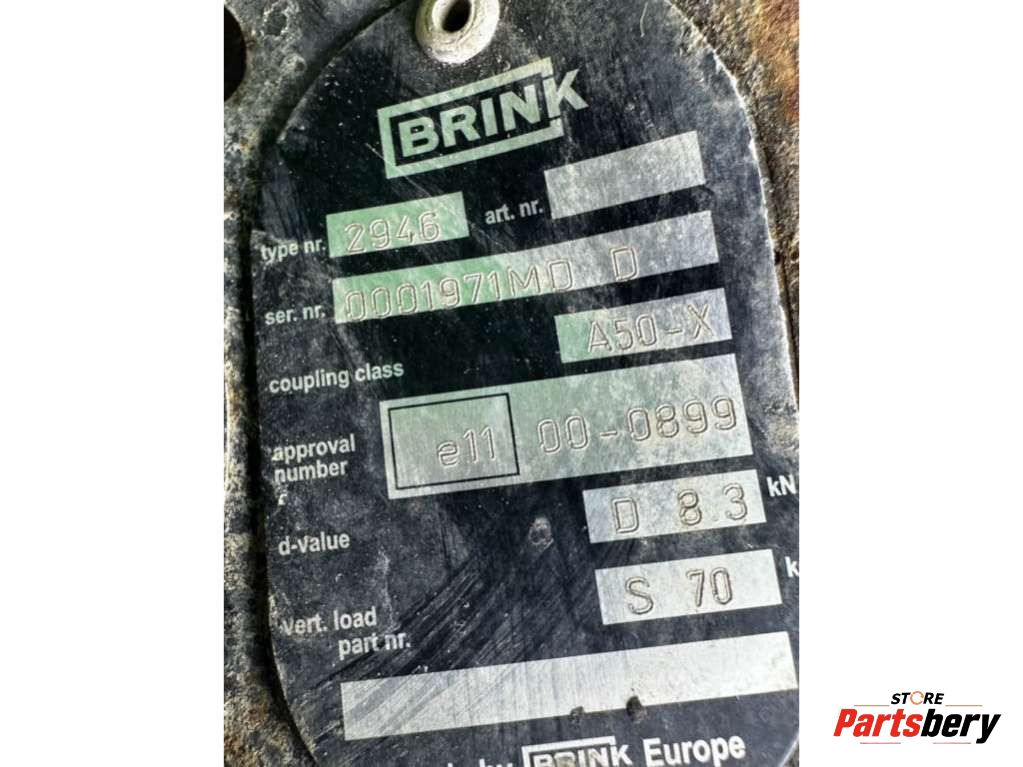 BRINK
type nr. 2946 art. nr.
ser. nr. 0001971MD D
coupling class A50-X
approval number e11 00-0899
d-Value D 83 kN
vert. load S 70 k
part nr.
by BRINK Europe
STORE
Partsbery